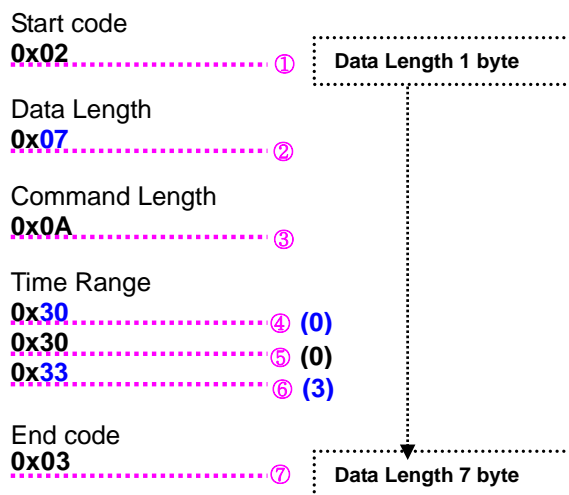 Start code
0x02 ① Data Length 1 byte
Data Length
0x07 ②
Command Length
0x0A ③
Time Range
0x30 ④ (0)
0x30 ⑤ (0)
0x33 ⑥ (3)
End code
0x03 ⑦ Data Length 7 byte